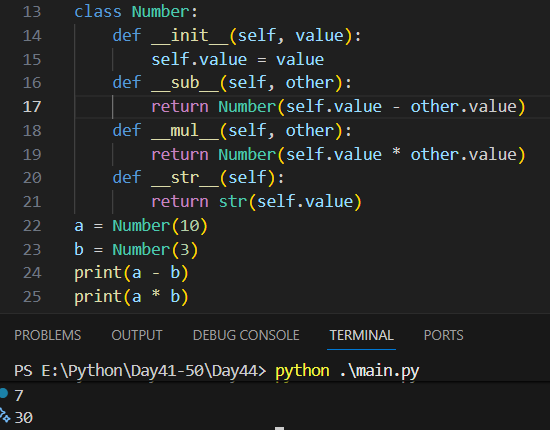 13 class Number:
14     def __init__(self, value):
15         self.value = value
16     def __sub__(self, other):
17         return Number(self.value - other.value)
18     def __mul__(self, other):
19         return Number(self.value * other.value)
20     def __str__(self):
21         return str(self.value)
22 a = Number(10)
23 b = Number(3)
24 print(a - b)
25 print(a * b)
PROBLEMS OUTPUT DEBUG CONSOLE TERMINAL PORTS
PS E:\Python\Day41-50\Day44> python .\main.py
7
30